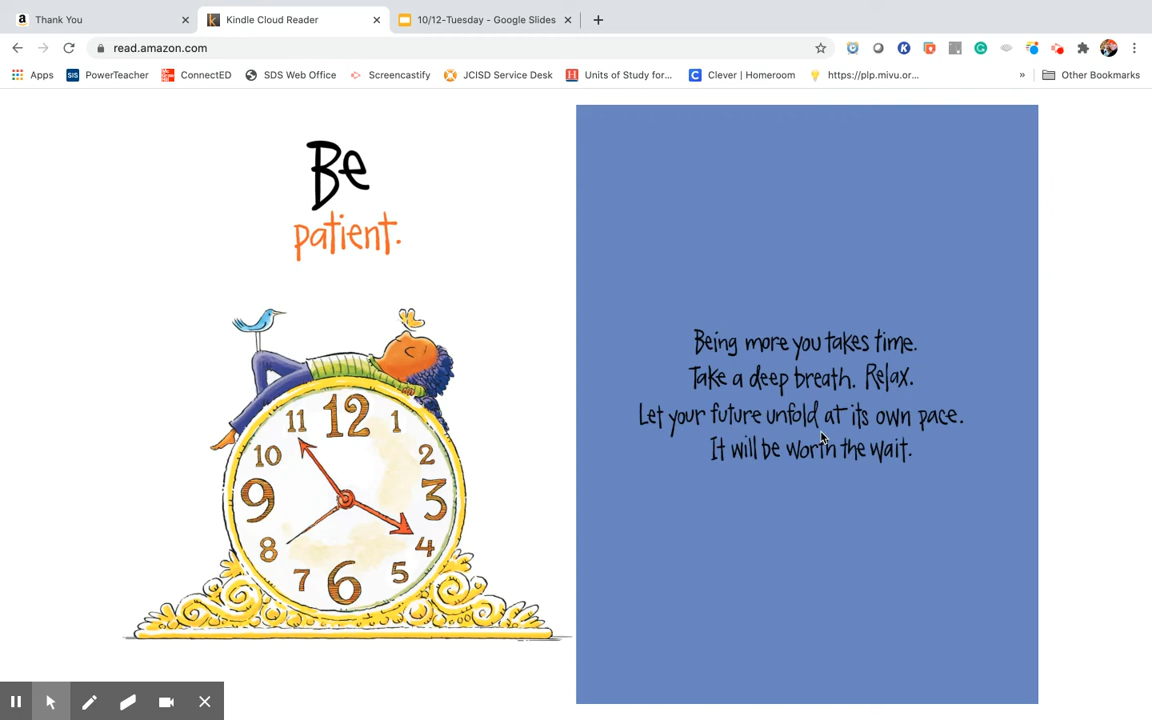 Thank You
Kindle Cloud Reader
10/12-Tuesday - Google Slides
read.amazon.com
Apps
SIS
PowerTeacher
ConnectED
SDS Web Office
Screencastify
JCISD Service Desk
Units of Study for...
Clever | Homeroom
https://plp.mivu.or...
»
Other Bookmarks
Be
patient.
12
1
2
3
4
5
6
7
8
9
10
11
Being more you takes time.
Take a deep breath. Relax.
Let your future unfold at its own pace.
It will be worth the wait.